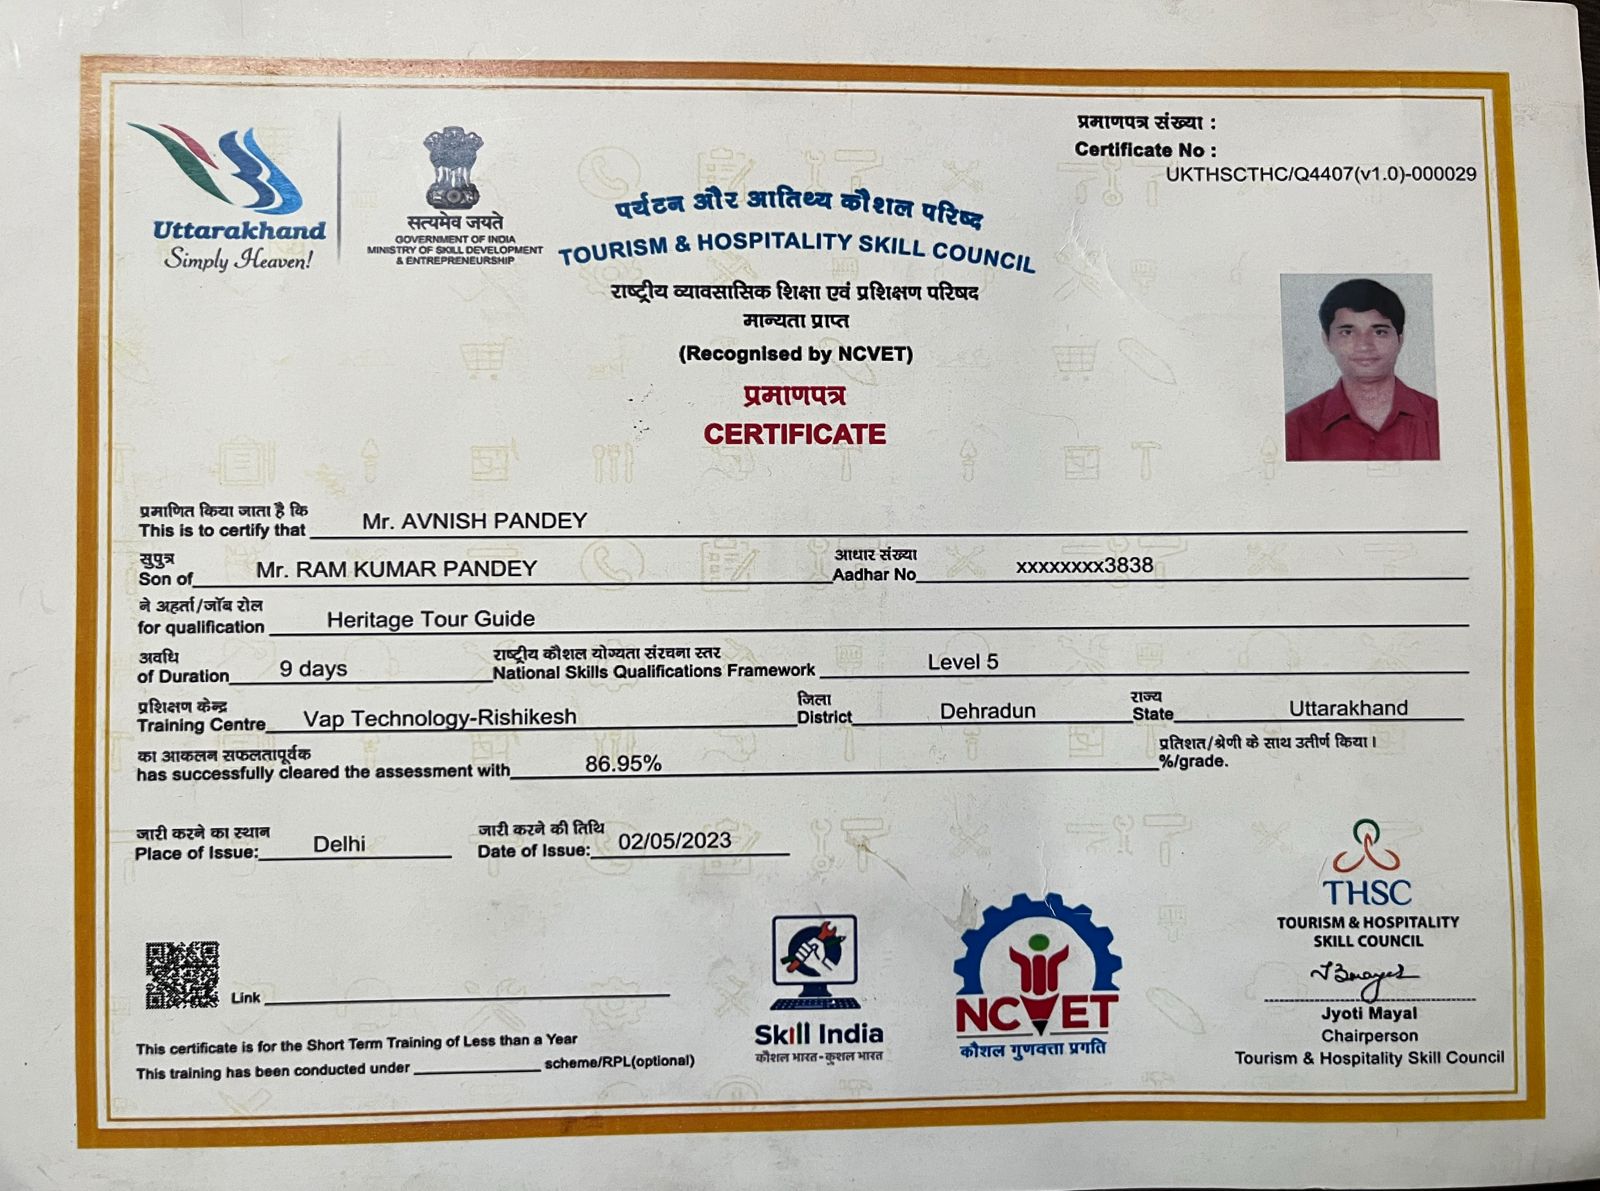 Uttarakhand
Simply Heaven!
सत्यमेव जयते
GOVERNMENT OF INDIA
MINISTRY OF SKILL DEVELOPMENT
& ENTREPRENEURSHIP
पर्यटन और आतिथ्य कौशल परिषद
TOURISM & HOSPITALITY SKILL COUNCIL
राष्ट्रीय व्यावसासिक शिक्षा एवं प्रशिक्षण परिषद
मान्यता प्राप्त
(Recognised by NCVET)
प्रमाणपत्र
CERTIFICATE
प्रमाणपत्र संख्या :
Certificate No :
UKTHSCTHC/Q4407(v1.0)-000029
प्रमाणित किया जाता है कि
This is to certify that Mr. AVNISH PANDEY
सुपुत्र आधार संख्या
Son of Mr. RAM KUMAR PANDEY Aadhar No xxxxxxxx3838
ने अहर्ता/जॉब रोल
for qualification Heritage Tour Guide
अवधि राष्ट्रीय कौशल योग्यता संरचना स्तर
of Duration 9 days National Skills Qualifications Framework Level 5
प्रशिक्षण केन्द्र जिला राज्य
Training Centre Vap Technology-Rishikesh District Dehradun State Uttarakhand
का आकलन सफलतापूर्वक प्रतिशत/श्रेणी के साथ उतीर्ण किया।
has successfully cleared the assessment with 86.95% %/grade.
जारी करने का स्थान जारी करने की तिथि
Place of Issue: Delhi Date of Issue: 02/05/2023
Link
This certificate is for the Short Term Training of Less than a Year
This training has been conducted under scheme/RPL(optional)
Skill India
कौशल भारत-कुशल भारत
NCVET
कौशल गुणवत्ता प्रगति
THSC
TOURISM & HOSPITALITY
SKILL COUNCIL
Jyoti Mayal
Chairperson
Tourism & Hospitality Skill Council